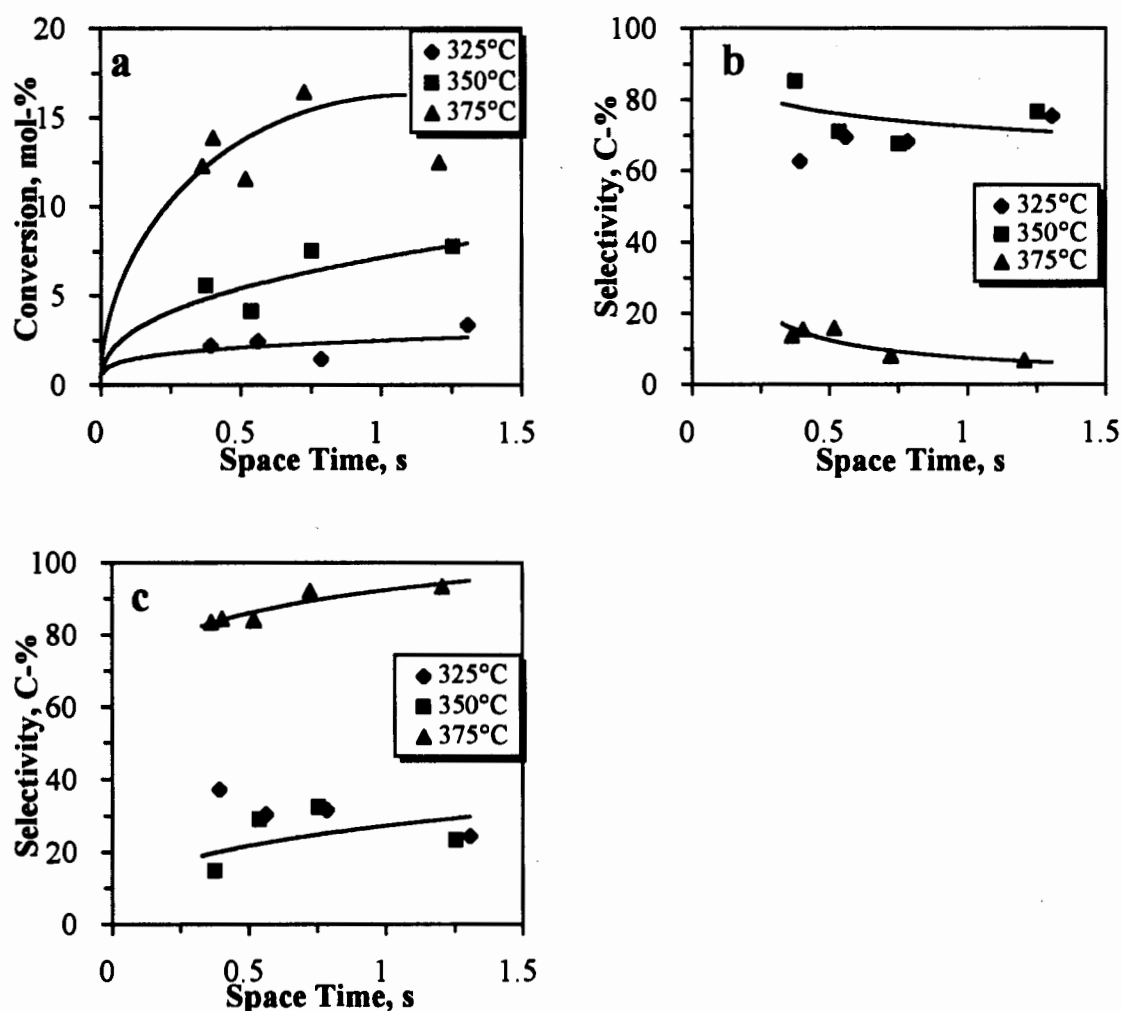 a
20
15
10
5
0
Conversion, mol-%
325°C
350°C
375°C
0 0.5 1 1.5
Space Time, s
b
100
80
60
40
20
0
Selectivity, C-%
325°C
350°C
375°C
0 0.5 1 1.5
Space Time, s
c
100
80
60
40
20
0
Selectivity, C-%
325°C
350°C
375°C
0 0.5 1 1.5
Space Time, s